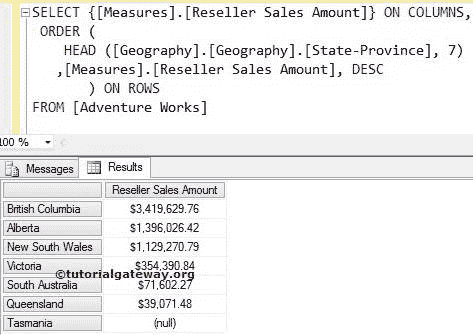 SELECT {[Measures].[Reseller Sales Amount]} ON COLUMNS,
ORDER (
HEAD ([Geography].[Geography].[State-Province], 7)
,[Measures].[Reseller Sales Amount], DESC
) ON ROWS
FROM [Adventure Works]
100 %
Messages Results
Reseller Sales Amount
British Columbia $3,419,629.76
Alberta $1,396,026.42
New South Wales $1,129,270.79
Victoria $354,390.84
©tutorialgateway.org
South Australia $71,602.27
Queensland $39,071.48
Tasmania (null)